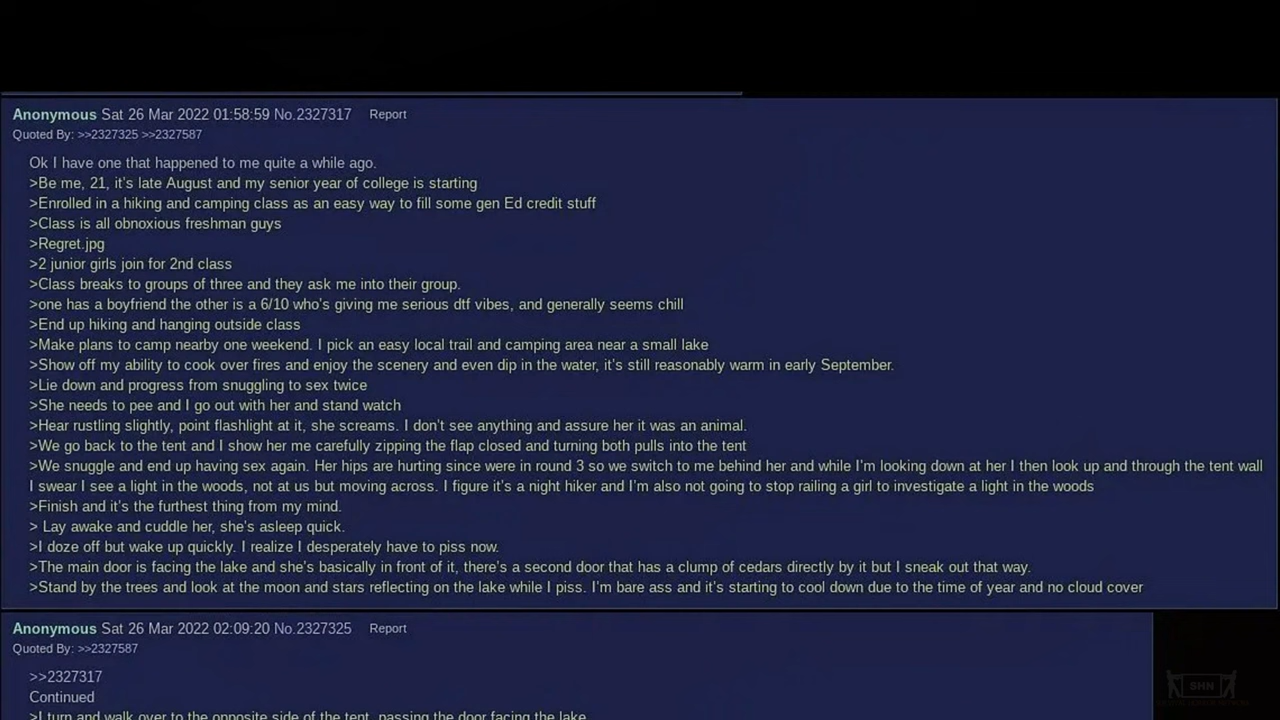 Anonymous Sat 26 Mar 2022 01:58:59 No.2327317 Report
Quoted By: >>2327325 >>2327587
Ok I have one that happened to me quite a while ago.
>Be me, 21, it's late August and my senior year of college is starting
>Enrolled in a hiking and camping class as an easy way to fill some gen Ed credit stuff
>Class is all obnoxious freshman guys
>Regret.jpg
>2 junior girls join for 2nd class
>Class breaks to groups of three and they ask me into their group.
>one has a boyfriend the other is a 6/10 who's giving me serious dtf vibes, and generally seems chill
>End up hiking and hanging outside class
>Make plans to camp nearby one weekend. I pick an easy local trail and camping area near a small lake
>Show off my ability to cook over fires and enjoy the scenery and even dip in the water, it's still reasonably warm in early September.
>Lie down and progress from snuggling to sex twice
>She needs to pee and I go out with her and stand watch
>Hear rustling slightly, point flashlight at it, she screams. I don't see anything and assure her it was an animal.
>We go back to the tent and I show her me carefully zipping the flap closed and turning both pulls into the tent
>We snuggle and end up having sex again. Her hips are hurting since were in round 3 so we switch to me behind her and while I'm looking down at her I then look up and through the tent wall
I swear I see a light in the woods, not at us but moving across. I figure it's a night hiker and I'm also not going to stop railing a girl to investigate a light in the woods
>Finish and it's the furthest thing from my mind.
> Lay awake and cuddle her, she's asleep quick.
>I doze off but wake up quickly. I realize I desperately have to piss now.
>The main door is facing the lake and she's basically in front of it, there's a second door that has a clump of cedars directly by it but I sneak out that way.
>Stand by the trees and look at the moon and stars reflecting on the lake while I piss. I'm bare ass and it's starting to cool down due to the time of year and no cloud cover
Anonymous Sat 26 Mar 2022 02:09:20 No.2327325 Report
Quoted By: >>2327587
>>2327317
Continued
>I turn and walk over to the opposite side of the tent, passing the door facing the lake
SHN